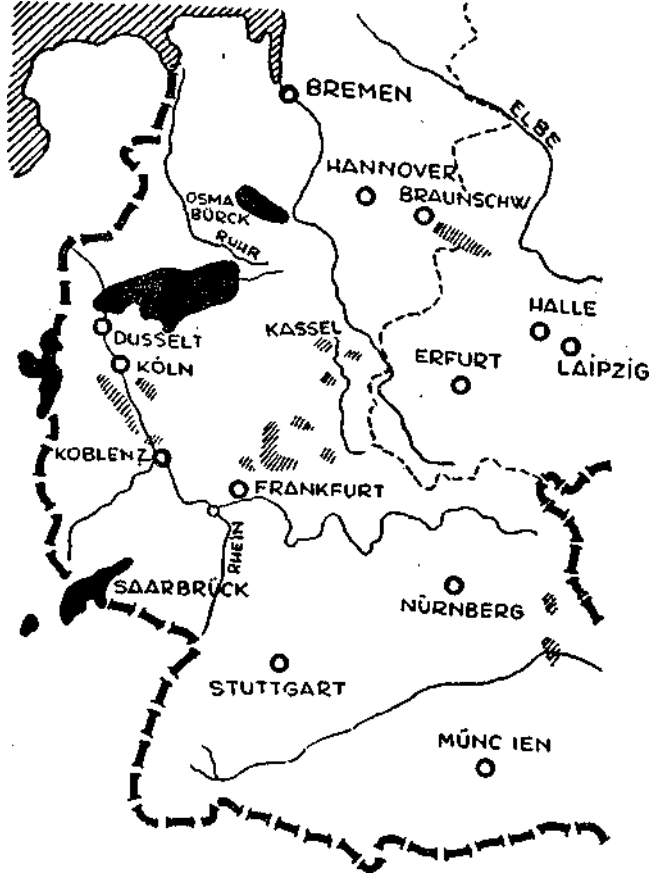 BREMEN
ELBE
HANNOVER
BRAUNSCHW
OSMA
BÜRCK
RUHR
HALLE
LAIPZIG
KASSEL
ERFURT
DUSSELT
KÖLN
KOBLENZ
FRANKFURT
RHEIN
SAARBRÜCK
NÜRNBERG
STUTTGART
MÜNC IEN